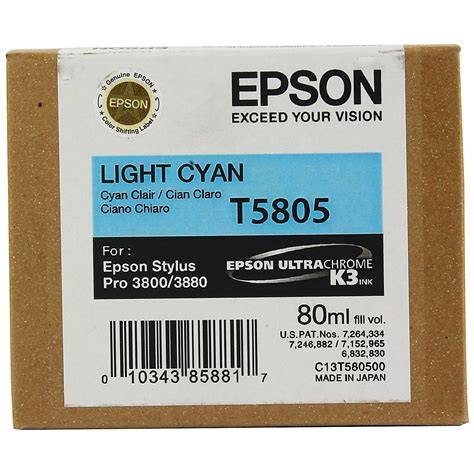 Genuine EPSON
EPSON
Color Shifting Label
EPSON
EXCEED YOUR VISION
LIGHT CYAN
Cyan Clair / Cian Claro
Ciano Chiaro
T5805
For :
Epson Stylus
Pro 3800/3880
EPSON ULTRACHROME
K3 INK
80ml fill vol.
U.S.PAT.Nos. 7,264,334
7,246,882 / 7,152,965
6,832,830
C13T580500
MADE IN JAPAN
0 10343 85881 7